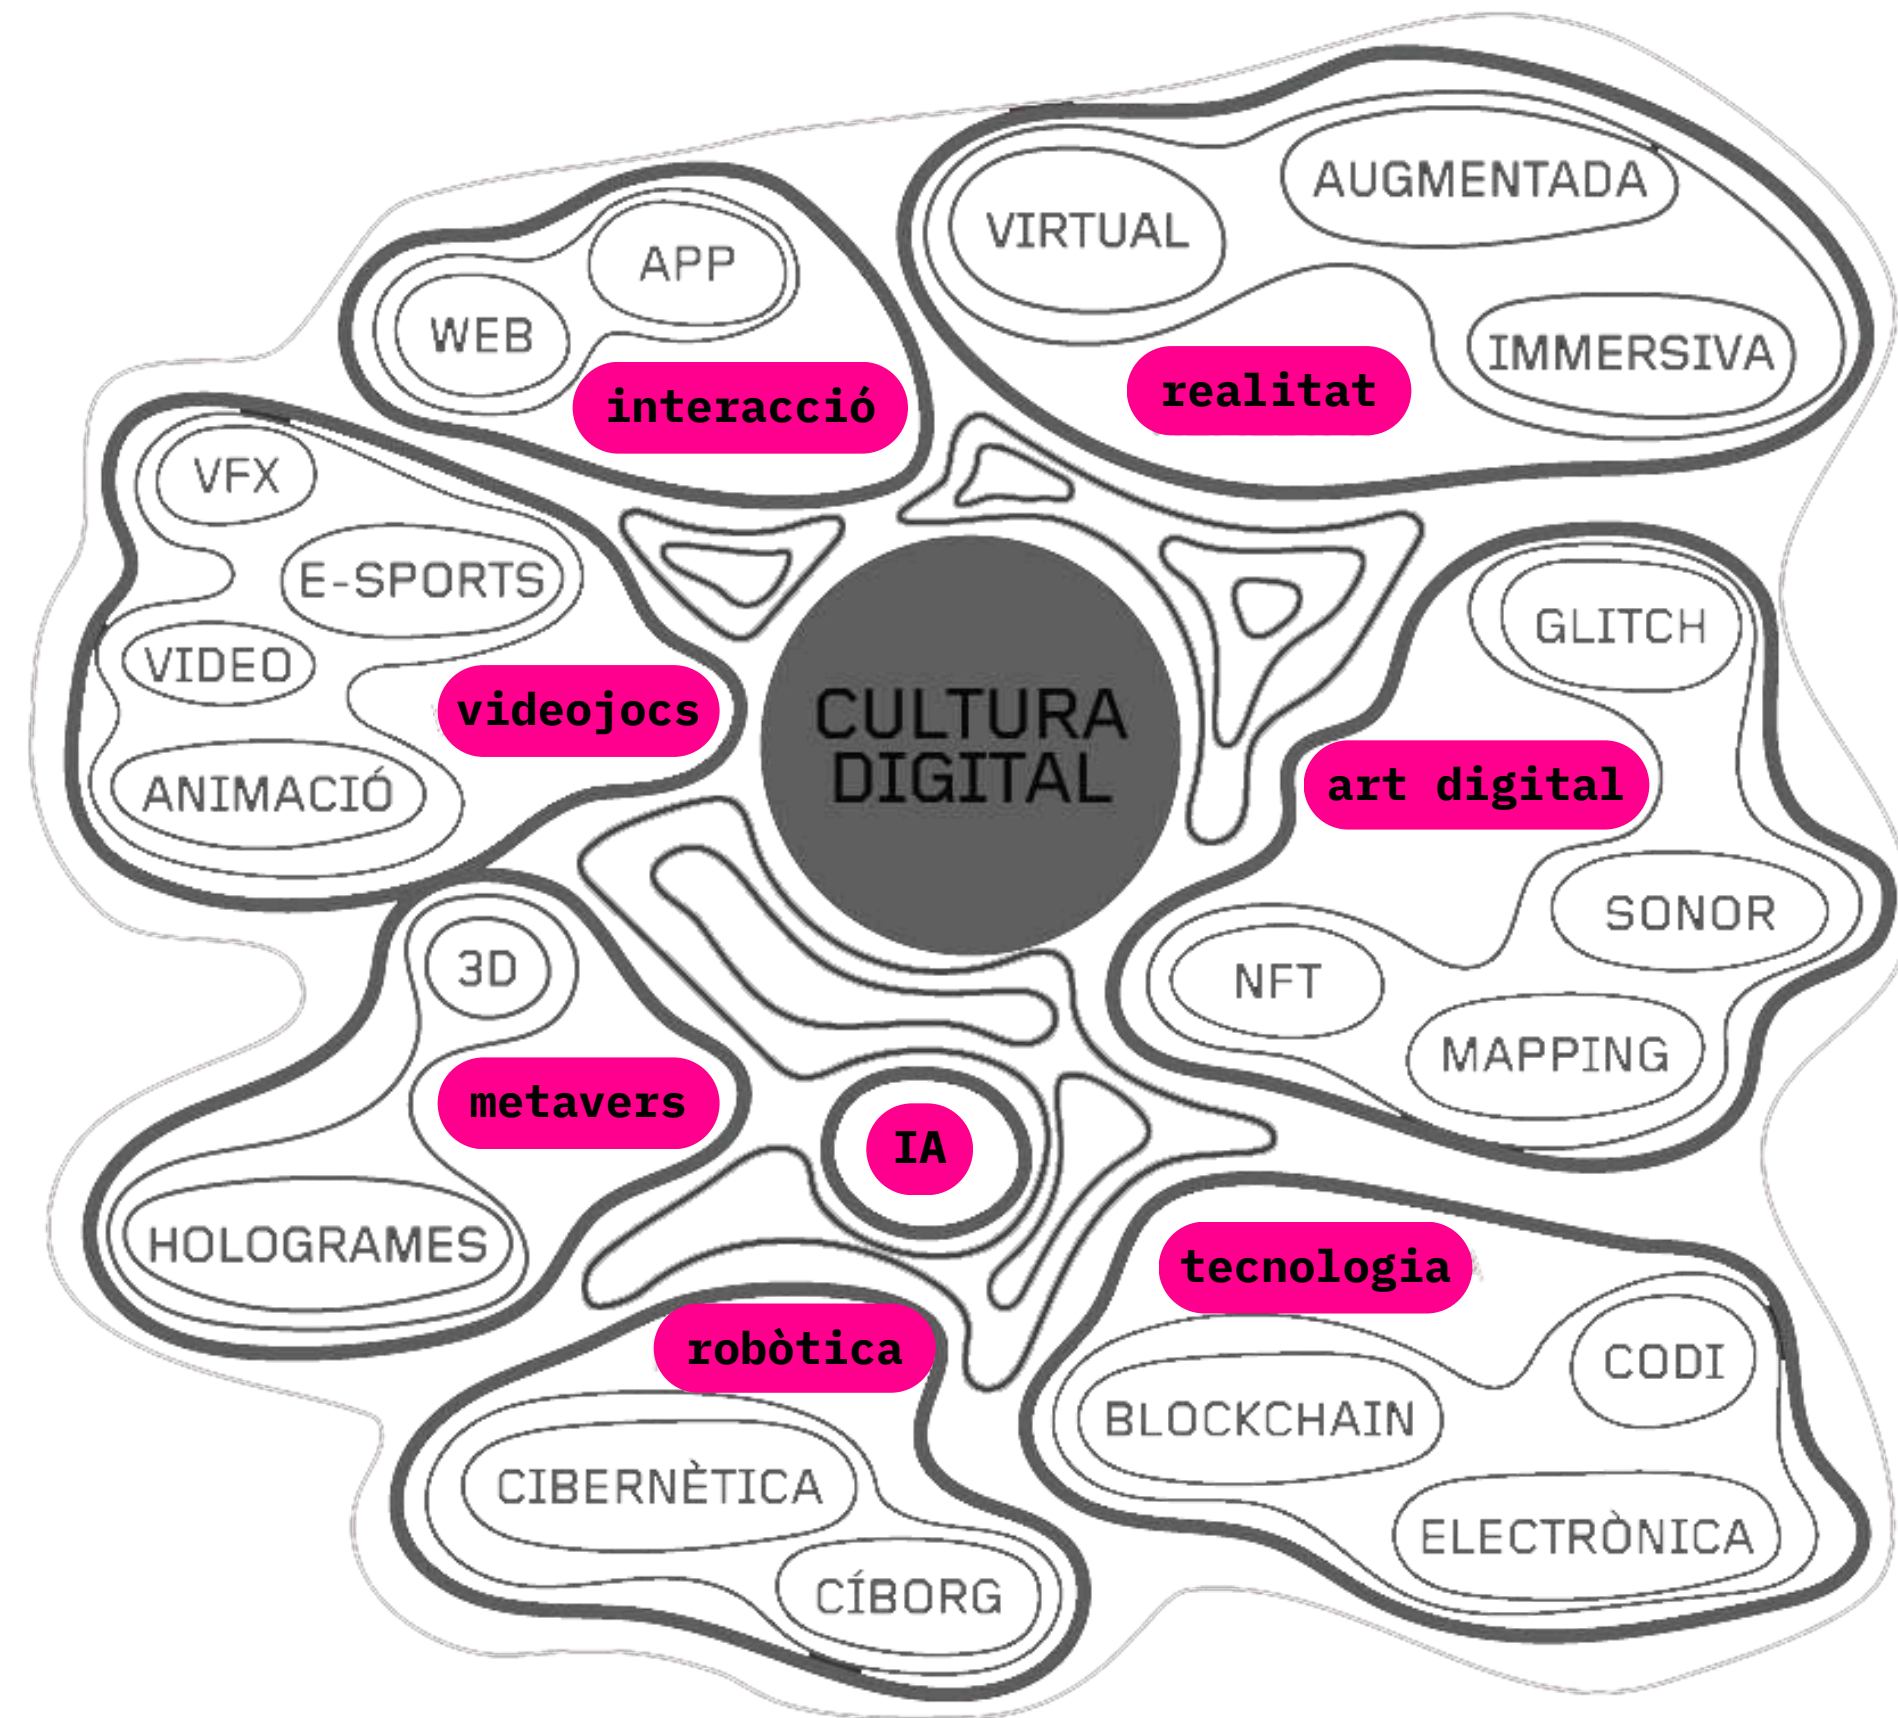 AUGMENTADA
VIRTUAL
IMMERSIVA
realitat
APP
WEB
interacció
VFX
E-SPORTS
VIDEO
videojocs
ANIMACIÓ
CULTURA
DIGITAL
GLITCH
art digital
SONOR
NFT
MAPPING
3D
metavers
HOLOGRAMES
IA
tecnologia
CODI
BLOCKCHAIN
ELECTRÒNICA
robòtica
CIBERNÈTICA
CÍBORG